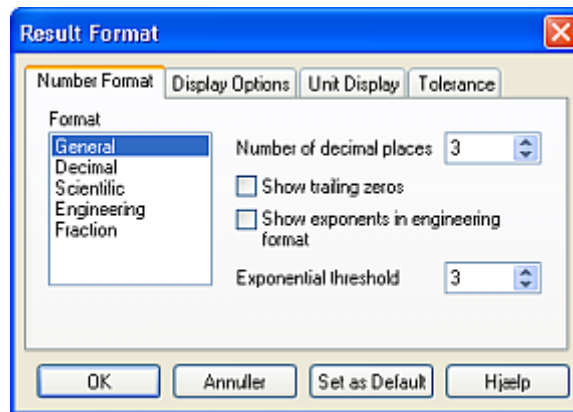 Result Format
Number Format Display Options Unit Display Tolerance
Format
General
Decimal
Scientific
Engineering
Fraction
Number of decimal places 3
Show trailing zeros
Show exponents in engineering
format
Exponential threshold 3
OK Annuller Set as Default Hjælp